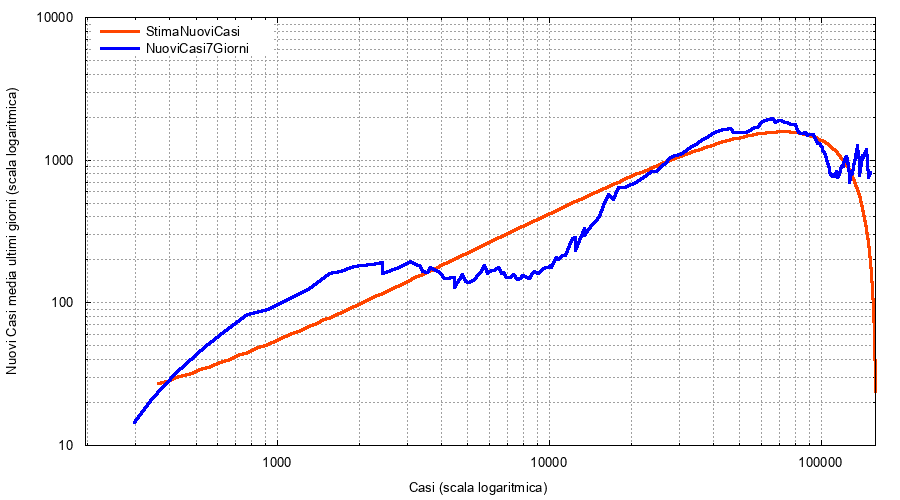 10000
StimaNuoviCasi
NuoviCasi7Giorni
1000
100
10
Nuovi Casi media ultimi giorni (scala logaritmica)
1000 10000 100000
Casi (scala logaritmica)